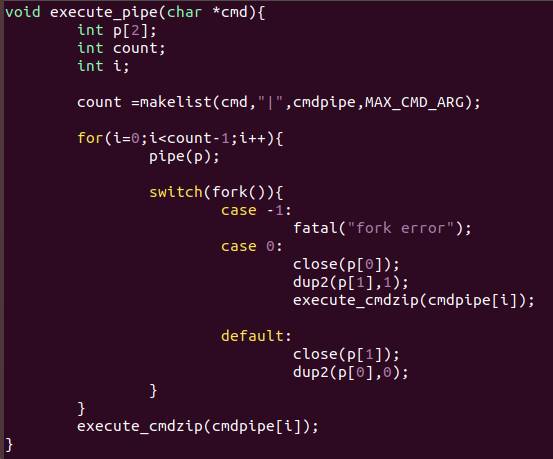 void execute_pipe(char *cmd){
        int p[2];
        int count;
        int i;

        count =makelist(cmd,"|",cmdpipe,MAX_CMD_ARG);

        for(i=0;i<count-1;i++){
                pipe(p);

                switch(fork()){
                        case -1:
                                fatal("fork error");
                        case 0:
                                close(p[0]);
                                dup2(p[1],1);
                                execute_cmdzip(cmdpipe[i]);

                        default:
                                close(p[1]);
                                dup2(p[0],0);
                }
        }
        execute_cmdzip(cmdpipe[i]);
}